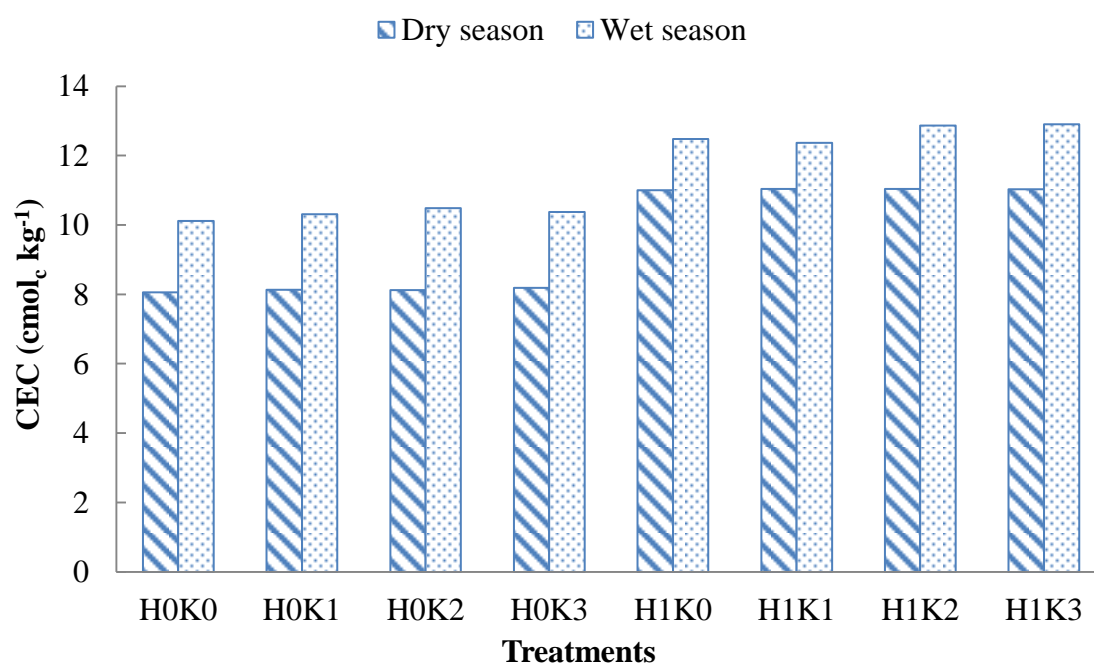 Dry season Wet season
14
12
10
8
6
4
2
0
CEC (cmol_c kg⁻¹)
H0K0 H0K1 H0K2 H0K3 H1K0 H1K1 H1K2 H1K3
Treatments